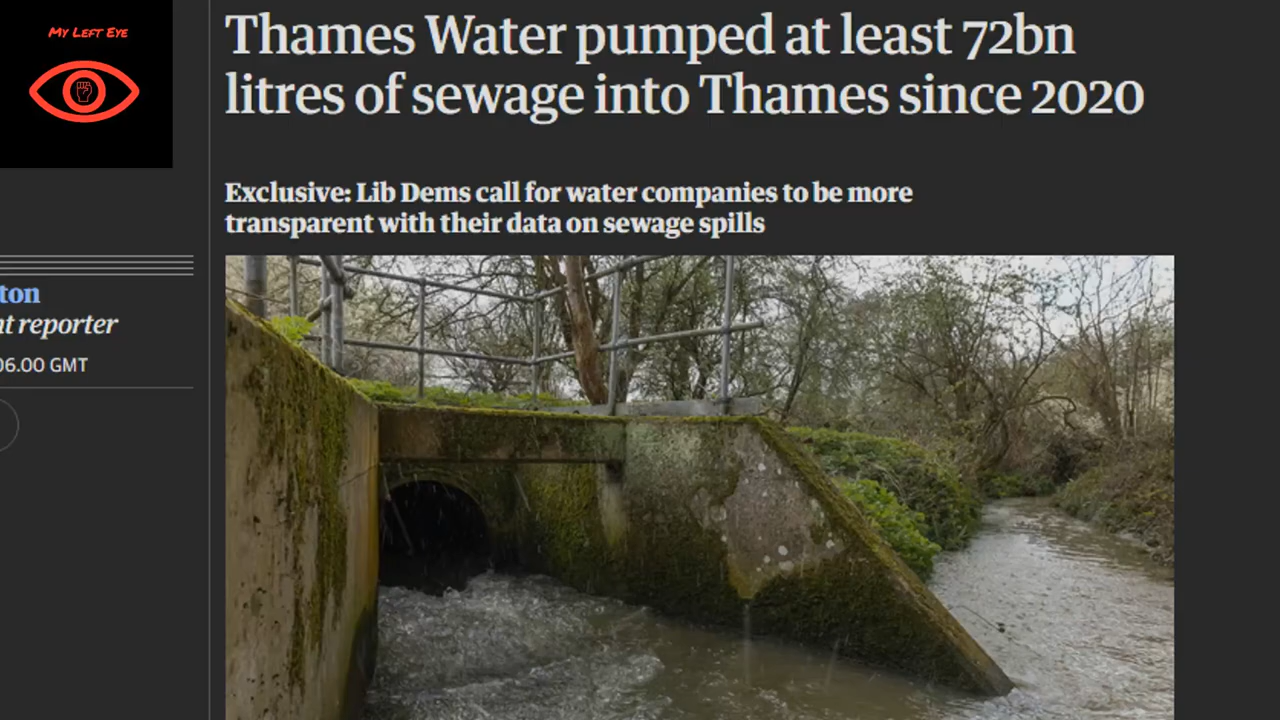 My Left Eye
Thames Water pumped at least 72bn
litres of sewage into Thames since 2020
Exclusive: Lib Dems call for water companies to be more
transparent with their data on sewage spills
ton
nt reporter
06.00 GMT